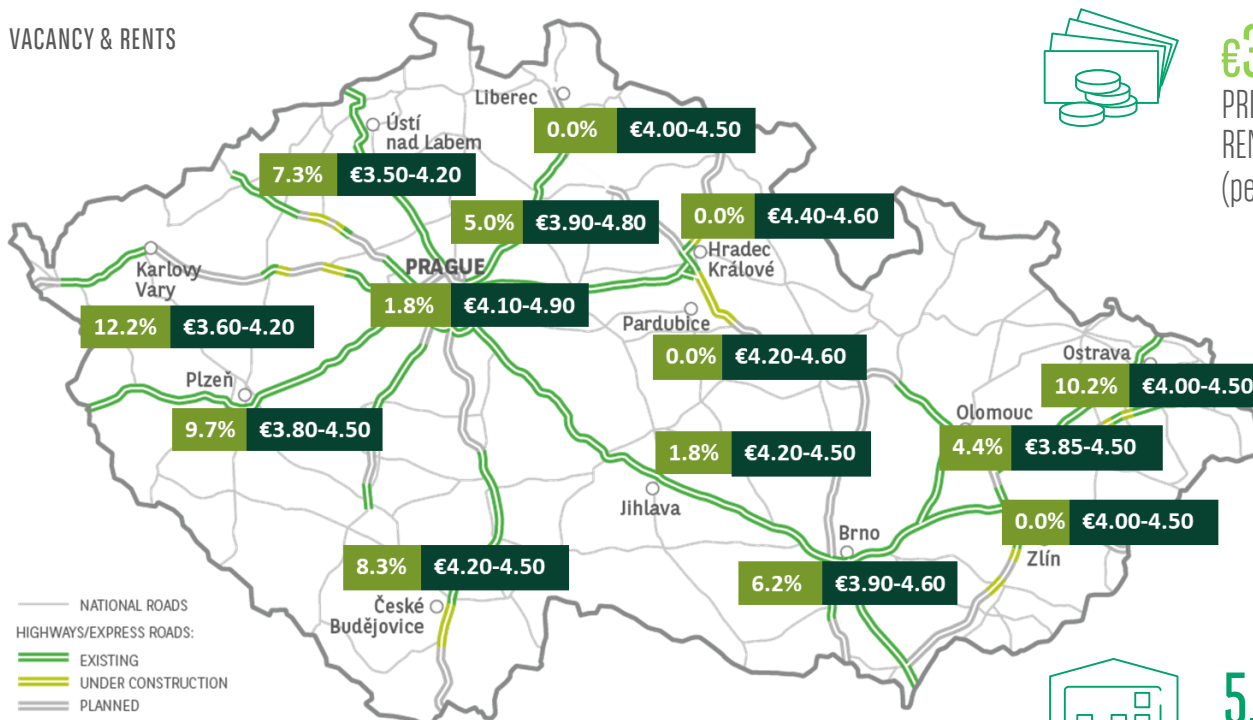 VACANCY & RENTS
Liberec
0.0% €4.00-4.50
Ústí
nad Labem
7.3% €3.50-4.20
5.0% €3.90-4.80
0.0% €4.40-4.60
Hradec
Králové
Karlovy
Vary
12.2% €3.60-4.20
PRAGUE
1.8% €4.10-4.90
Pardubice
0.0% €4.20-4.60
Plzeň
9.7% €3.80-4.50
Ostrava
10.2% €4.00-4.50
Olomouc
4.4% €3.85-4.50
1.8% €4.20-4.50
Jihlava
0.0% €4.00-4.50
Zlín
Brno
6.2% €3.90-4.60
8.3% €4.20-4.50
České
Budějovice
NATIONAL ROADS
HIGHWAYS/EXPRESS ROADS:
EXISTING
UNDER CONSTRUCTION
PLANNED
€3
PRI
REN
(pe
5.